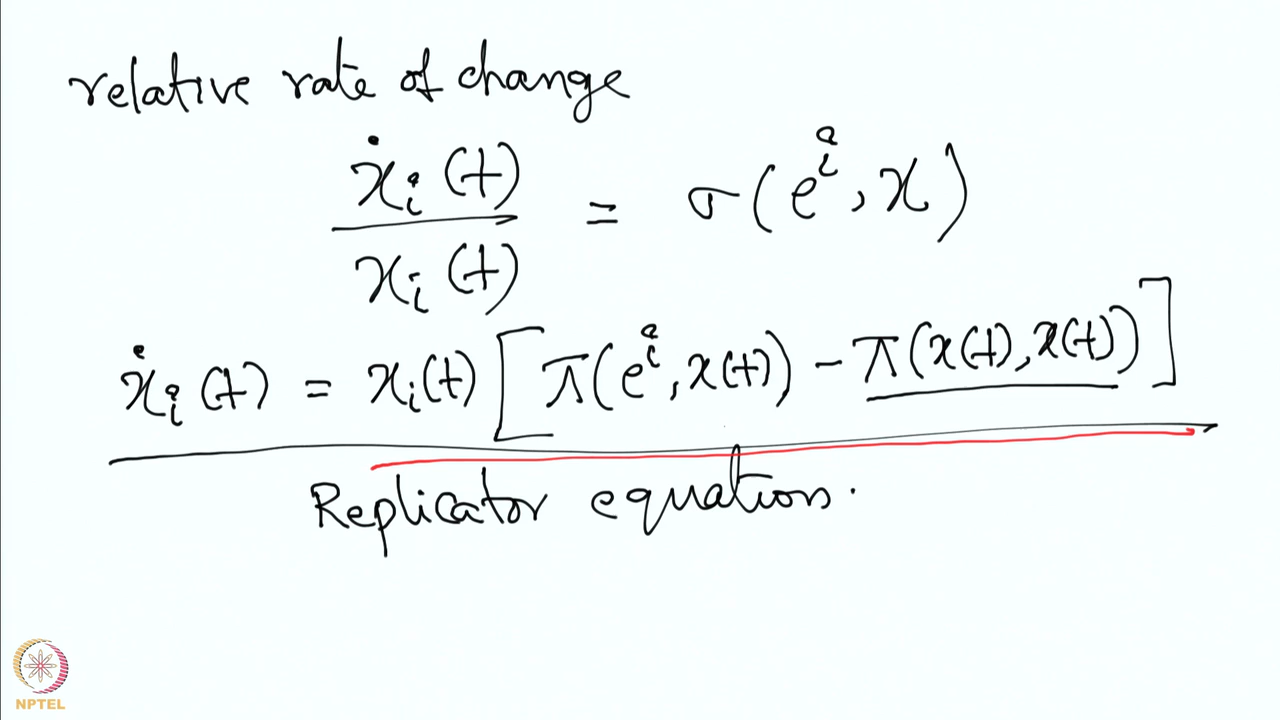 relative rate of change
ẋᵢ(t) / xᵢ(t) = σ(eⁱ, x)
ẋᵢ(t) = xᵢ(t) [π(eⁱ, x(t)) − π(x(t), x(t))]
Replicator equation.
NPTEL